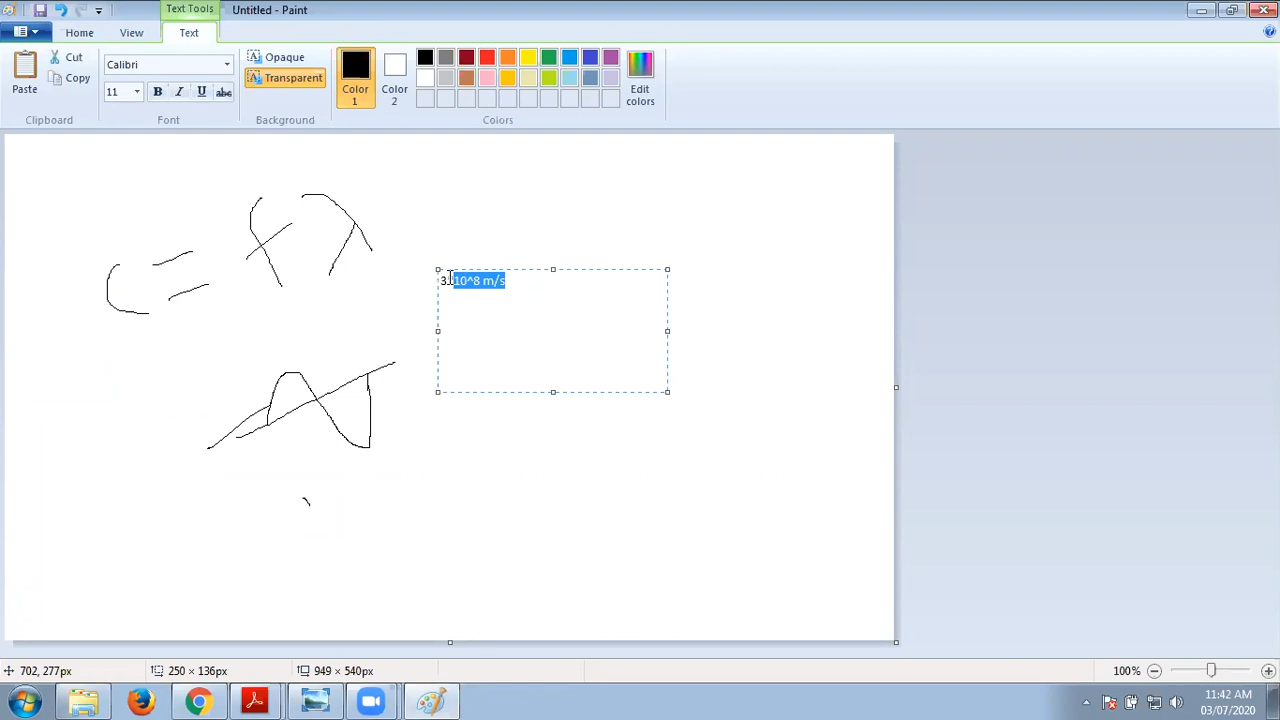 Text Tools
Untitled - Paint
Home
View
Text
Paste
Cut
Copy
Clipboard
Calibri
11
B
I
U
abc
Font
A
Opaque
A
Transparent
Background
Color
1
Color
2
Edit
colors
Colors
c = λ
3.10^8 m/s
702, 277px
250 × 136px
949 × 540px
100%
11:42 AM
03/07/2020